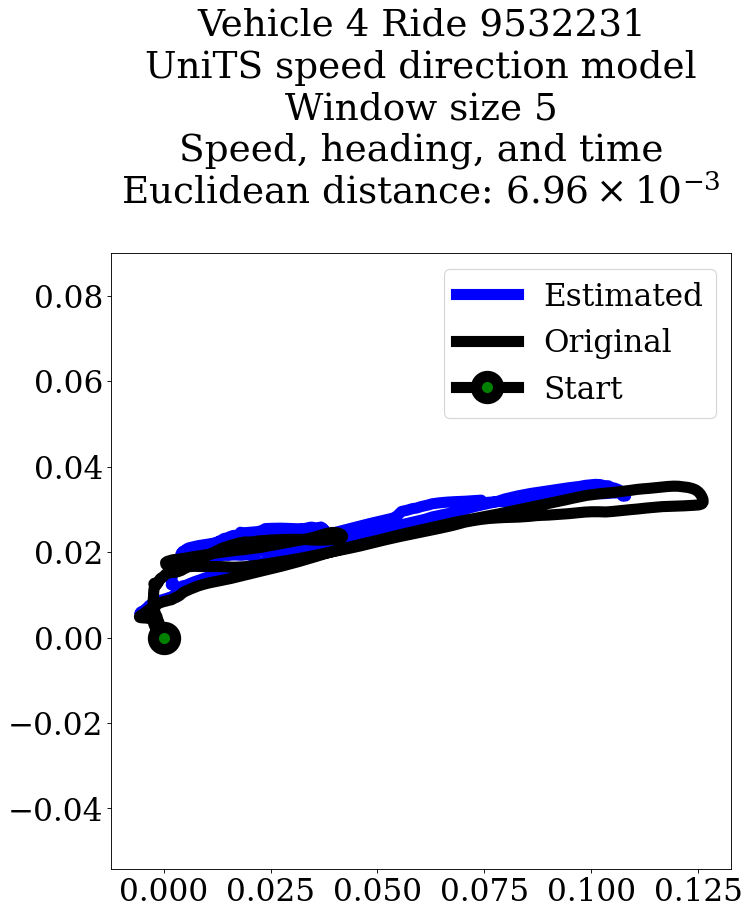 Vehicle 4 Ride 9532231
UniTS speed direction model
Window size 5
Speed, heading, and time
Euclidean distance: 6.96 × 10⁻³
Estimated
Original
Start
0.08
0.06
0.04
0.02
0.00
−0.02
−0.04
0.000 0.025 0.050 0.075 0.100 0.125